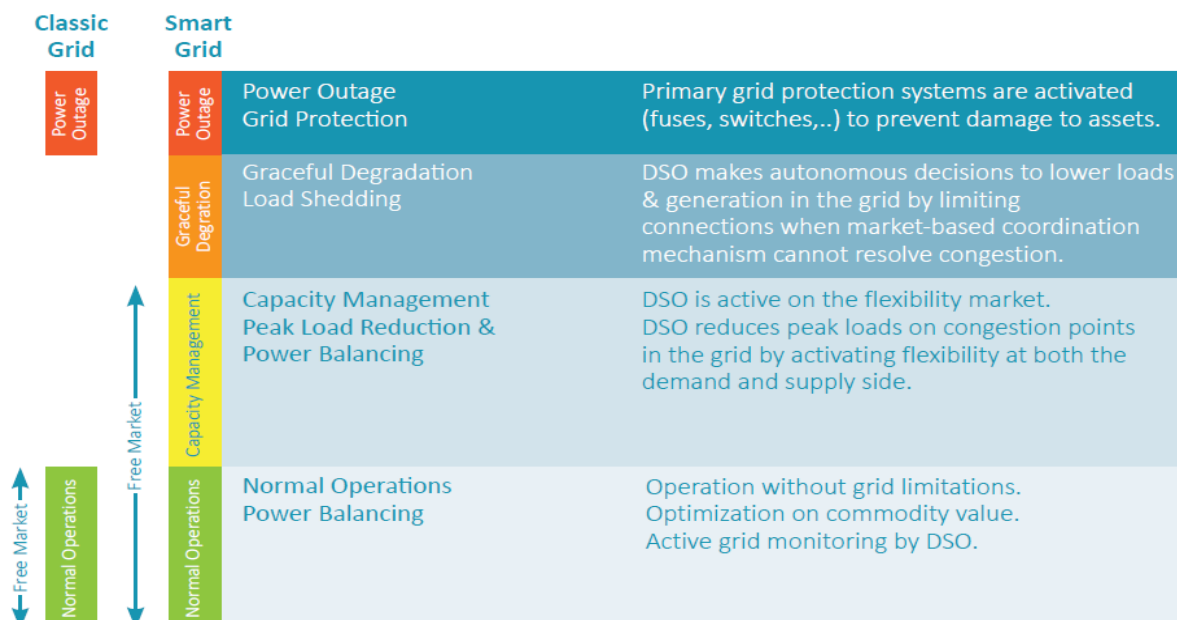 Classic
Grid
Smart
Grid
Power
Outage
Power
Outage
Power Outage
Grid Protection
Primary grid protection systems are activated
(fuses, switches,..) to prevent damage to assets.
Graceful
Degration
Graceful Degradation
Load Shedding
DSO makes autonomous decisions to lower loads
& generation in the grid by limiting
connections when market-based coordination
mechanism cannot resolve congestion.
Free Market
Capacity Management
Capacity Management
Peak Load Reduction &
Power Balancing
DSO is active on the flexibility market.
DSO reduces peak loads on congestion points
in the grid by activating flexibility at both the
demand and supply side.
Free Market
Normal Operations
Normal Operations
Normal Operations
Power Balancing
Operation without grid limitations.
Optimization on commodity value.
Active grid monitoring by DSO.